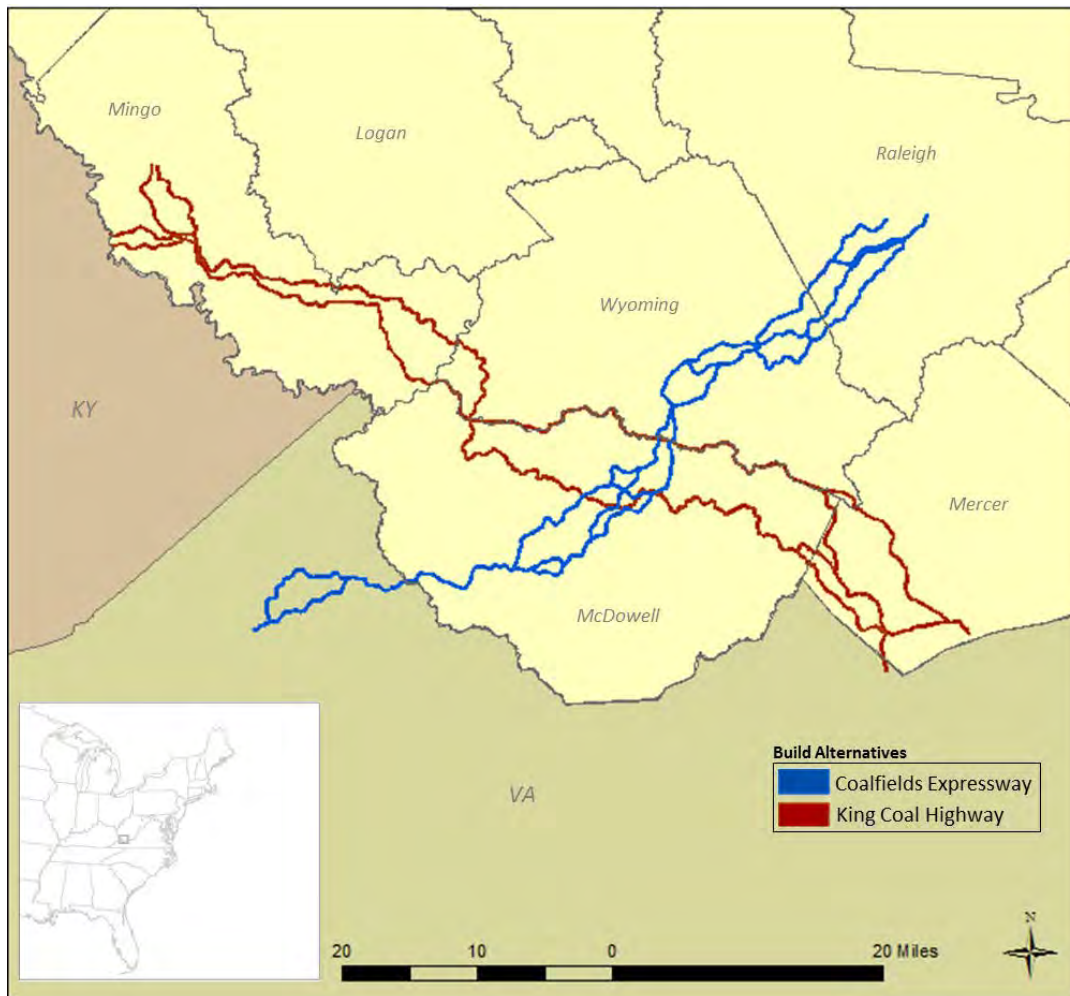 Mingo
Logan
Raleigh
Wyoming
KY
Mercer
McDowell
Build Alternatives
Coalfields Expressway
King Coal Highway
VA
N
20 10 0 20 Miles